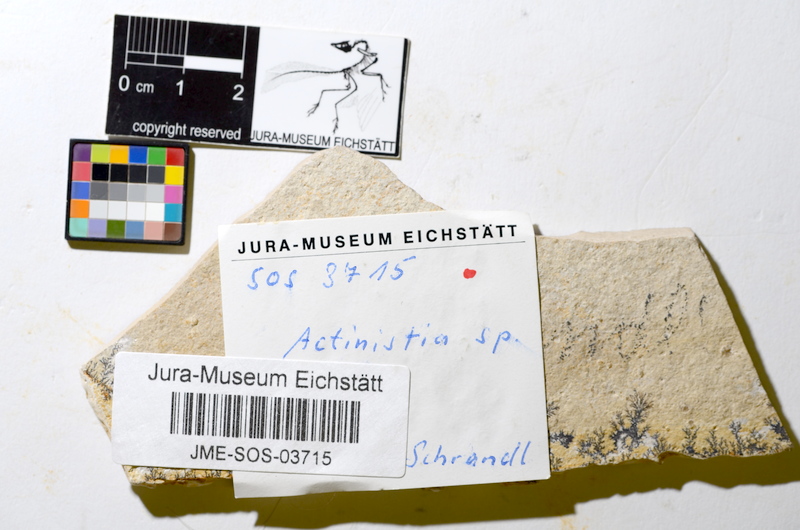 0 cm 1 2
copyright reserved
JURA-MUSEUM EICHSTÄTT
JURA-MUSEUM EICHSTÄTT
SOS 3715
Actinistia sp.
Schrandl
Jura-Museum Eichstätt
JME-SOS-03715